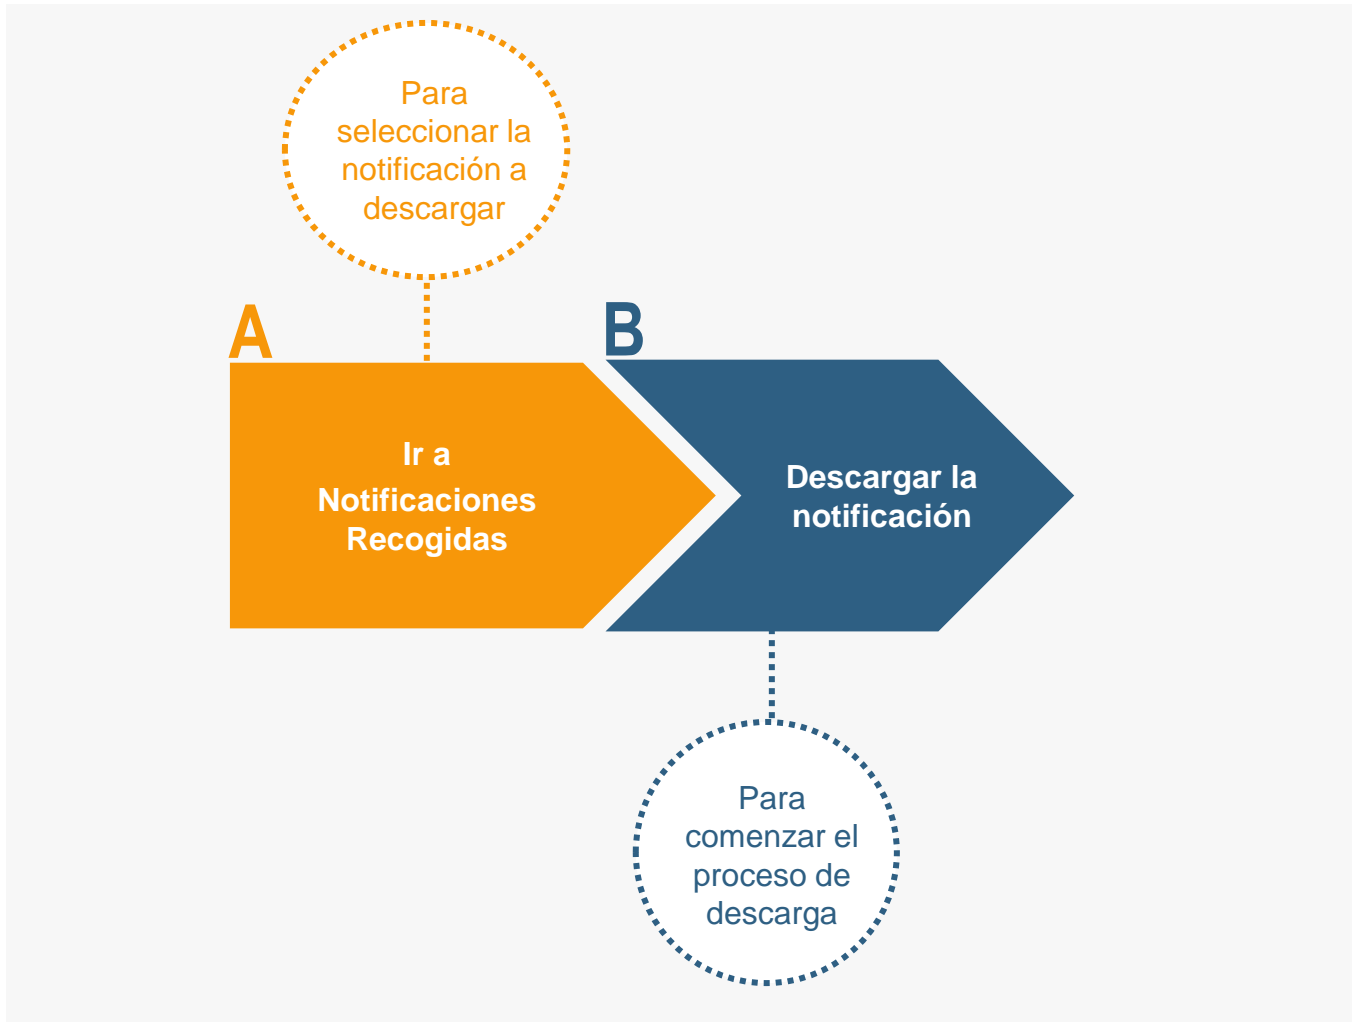 Para
seleccionar la
notificación a
descargar
A
B
Ir a
Notificaciones
Recogidas
Descargar la
notificación
Para
comenzar el
proceso de
descarga